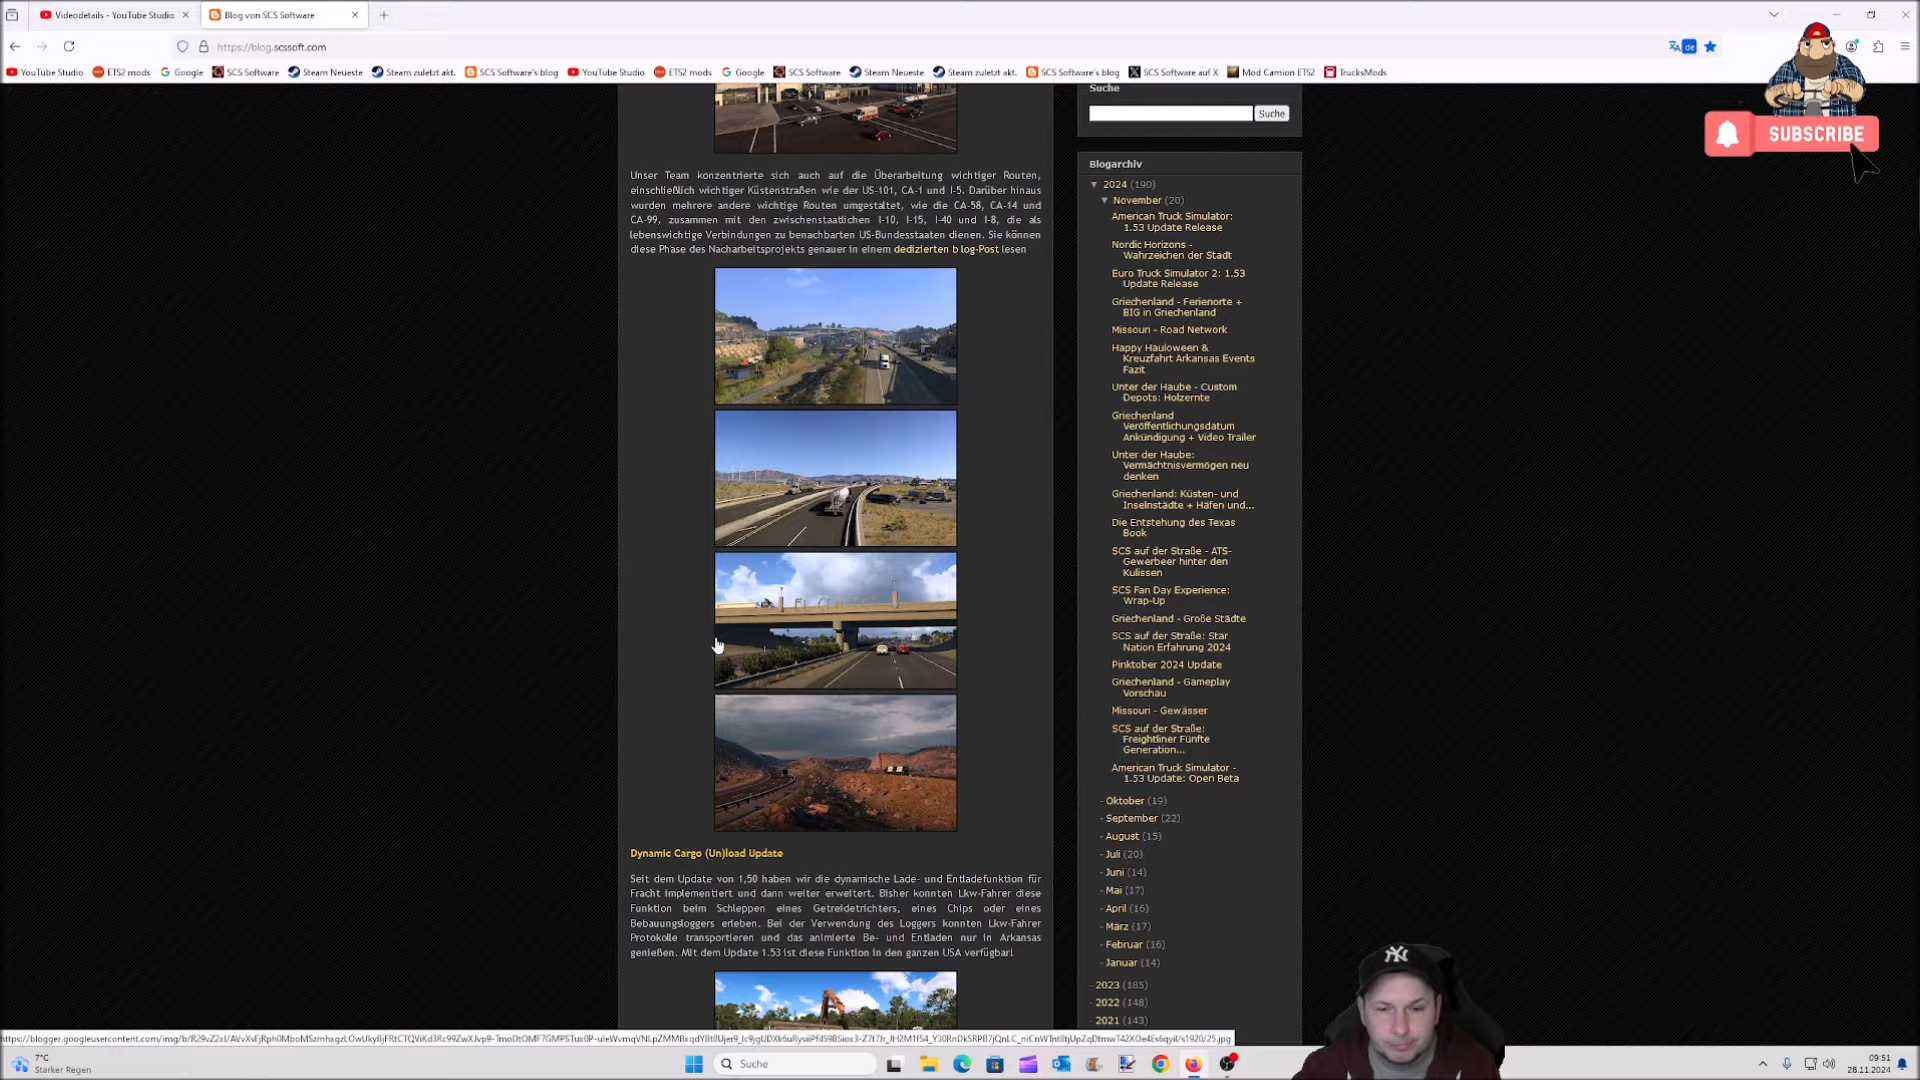 Videodetails - YouTube Studio
Blog von SCS Software
https://blog.scssoft.com
de
YouTube Studio
ETS2 mods
Google
SCS Software
Steam Neueste
Steam zuletzt akt.
SCS Software's blog
YouTube Studio
ETS2 mods
Google
SCS Software
Steam Neueste
Steam zuletzt akt.
SCS Software's blog
SCS Software auf X
Mod Camion ETS2
TrucksMods
SUBSCRIBE
Suche
Suche
Unser Team konzentrierte sich auch auf die Überarbeitung wichtiger Routen,
einschließlich wichtiger Küstenstraßen wie der US-101, CA-1 und I-5. Darüber hinaus
wurden mehrere andere wichtige Routen umgestaltet, wie die CA-58, CA-14 und
CA-99, zusammen mit den zwischenstaatlichen I-10, I-15, I-40 und I-8, die als
lebenswichtige Verbindungen zu benachbarten US-Bundesstaaten dienen. Sie können
diese Phase des Nacharbeitsprojekts genauer in einem dedizierten b log-Post lesen
Dynamic Cargo (Un)load Update
Seit dem Update von 1,50 haben wir die dynamische Lade- und Entladefunktion für
Fracht implementiert und dann weiter erweitert. Bisher konnten Lkw-Fahrer diese
Funktion beim Schleppen eines Getreidetrichters, eines Chips oder eines
Bebauungsloggers erleben. Bei der Verwendung des Loggers konnten Lkw-Fahrer
Protokolle transportieren und das animierte Be- und Entladen nur in Arkansas
genießen. Mit dem Update 1.53 ist diese Funktion in den ganzen USA verfügbar!
Blogarchiv
▼ 2024 (190)
▼ November (20)
American Truck Simulator:
1.53 Update Release
Nordic Horizons -
Wahrzeichen der Stadt
Euro Truck Simulator 2: 1.53
Update Release
Griechenland - Ferienorte +
BIG in Griechenland
Missouri - Road Network
Happy Hauloween &
Kreuzfahrt Arkansas Events
Fazit
Unter der Haube - Custom
Depots: Holzernte
Griechenland
Veröffentlichungsdatum
Ankündigung + Video Trailer
Unter der Haube:
Vermächtnisvermögen neu
denken
Griechenland: Küsten- und
Inselnstädte + Häfen und...
Die Entstehung des Texas
Book
SCS auf der Straße - ATS-
Gewerbeer hinter den
Kulissen
SCS Fan Day Experience:
Wrap-Up
Griechenland - Große Städte
SCS auf der Straße: Star
Nation Erfahrung 2024
Pinktober 2024 Update
Griechenland - Gameplay
Vorschau
Missouri - Gewässer
SCS auf der Straße:
Freightliner Fünfte
Generation...
American Truck Simulator -
1.53 Update: Open Beta
- Oktober (19)
- September (22)
- August (15)
- Juli (20)
- Juni (14)
- Mai (17)
- April (16)
- März (17)
- Februar (16)
- Januar (14)
- 2023 (185)
- 2022 (148)
- 2021 (143)
7°C
Starker Regen
Suche
09:51
28.11.2024